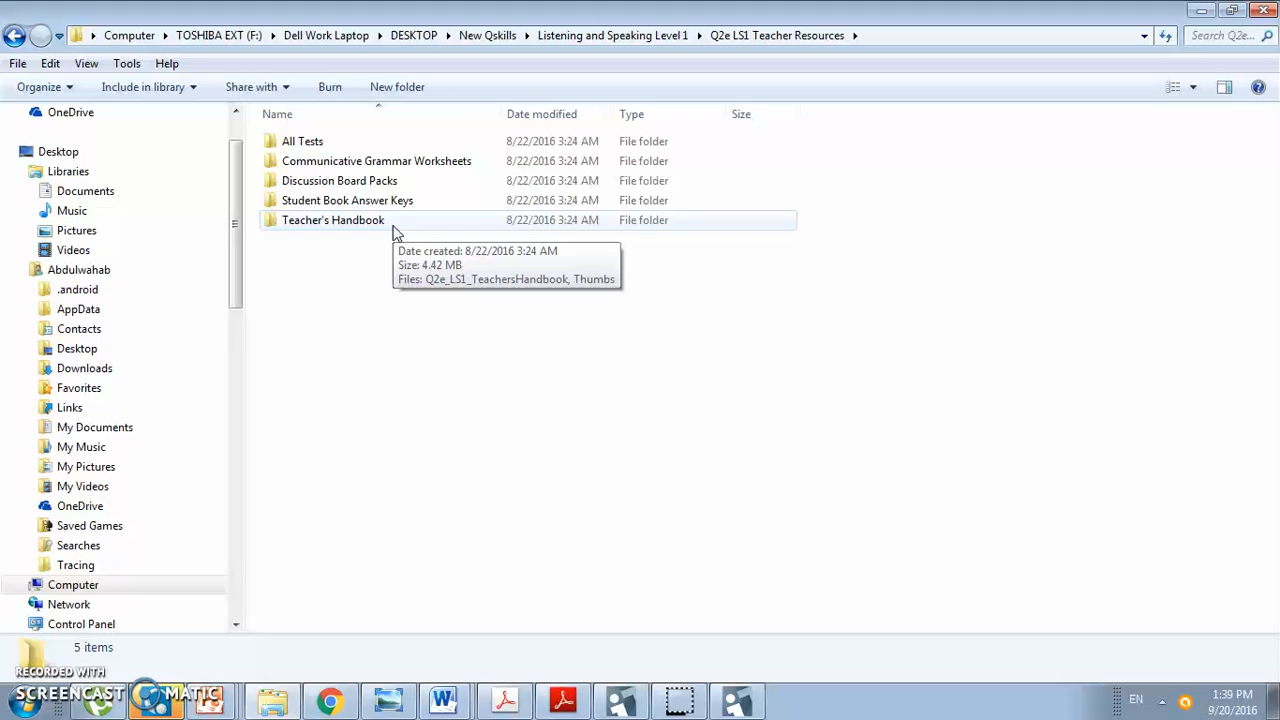 Computer TOSHIBA EXT (F:) Dell Work Laptop DESKTOP New Qskills Listening and Speaking Level 1 Q2e LS1 Teacher Resources Search Q2e...
File Edit View Tools Help
Organize Include in library Share with Burn New folder
OneDrive
Desktop
Libraries
Documents
Music
Pictures
Videos
Abdulwahab
.android
AppData
Contacts
Desktop
Downloads
Favorites
Links
My Documents
My Music
My Pictures
My Videos
OneDrive
Saved Games
Searches
Tracing
Computer
Network
Control Panel
Name Date modified Type Size
All Tests 8/22/2016 3:24 AM File folder
Communicative Grammar Worksheets 8/22/2016 3:24 AM File folder
Discussion Board Packs 8/22/2016 3:24 AM File folder
Student Book Answer Keys 8/22/2016 3:24 AM File folder
Teacher's Handbook 8/22/2016 3:24 AM File folder
Date created: 8/22/2016 3:24 AM
Size: 4.42 MB
Files: Q2e_LS1_TeachersHandbook, Thumbs
5 items
RECORDED WITH
SCREENCAST MATIC
EN
1:39 PM
9/20/2016